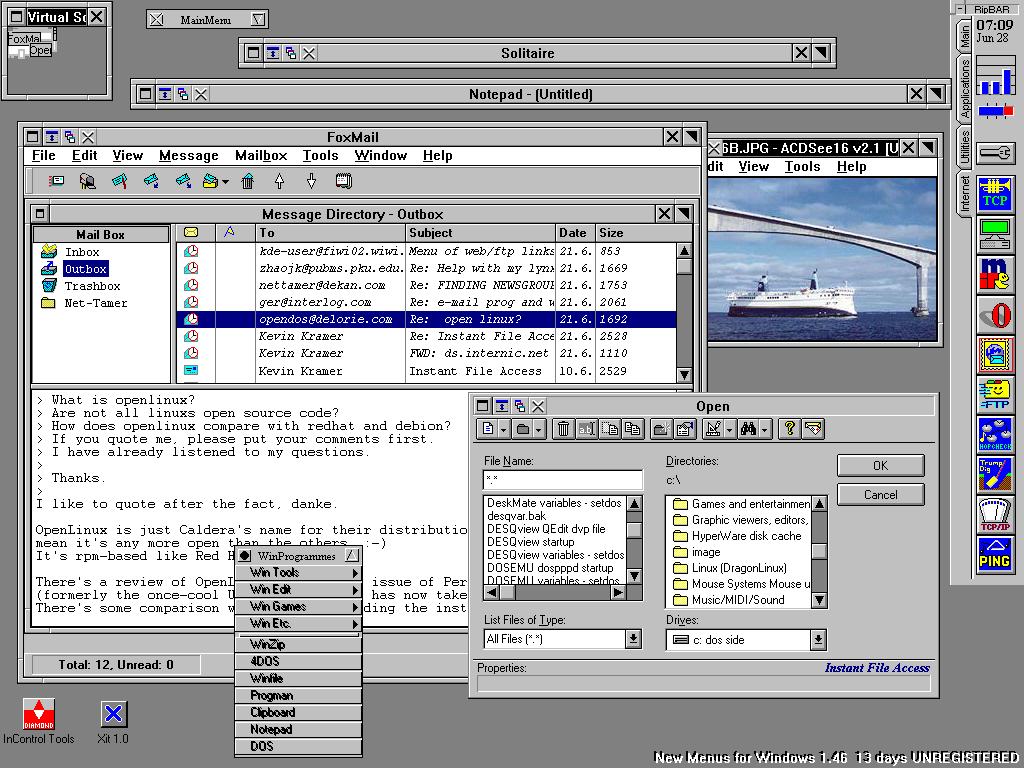 Virtual Sc
FoxMa
Open
MainMenu
Solitaire
Notepad - [Untitled]
RipBAR
07:09
Jun 28
Main
Applications
Utilities
Internet
FoxMail
File Edit View Message Mailbox Tools Window Help
6B.JPG - ACDSee16 v2.1 [U
dit View Tools Help
Message Directory - Outbox
Mail Box
Inbox
Outbox
Trashbox
Net-Tamer
To Subject Date Size
kde-user@fiwi02.wiwi. Menu of web/ftp links 21.6. 853
zhaojk@pubms.pku.edu. Re: Help with my lynx 21.6. 1669
nettamer@dekan.com Re: FINDING NEWSGROUP 21.6. 1753
ger@interlog.com Re: e-mail prog and w 21.6. 2061
opendos@delorie.com Re: open linux? 21.6. 1692
Kevin Kramer Re: Instant File Acce 21.6. 2528
Kevin Kramer FWD: ds.internic.net 21.6. 1110
Kevin Kramer Instant File Access 10.6. 2529
> What is openlinux?
> Are not all linuxs open source code?
> How does openlinux compare with redhat and debion?
> If you quote me, please put your comments first.
> I have already listened to my questions.
>
> Thanks.
>
I like to quote after the fact, danke.
OpenLinux is just Caldera's name for their distributio
mean it's any more open than the others. :-)
It's rpm-based like Red H
There's a review of OpenL issue of Per
(formerly the once-cool U has now take
There's some comparison w ding the inst
Total: 12, Unread: 0
WinProgrammes
Win Tools
Win Edit
Win Games
Win Etc.
WinZip
4DOS
Winfile
Progman
Clipboard
Notepad
DOS
Open
File Name:
*.*
DeskMate variables - setdos
desqvar.bak
DESQview QEdit dvp file
DESQview startup
DESQview variables - setdos
DOSEMU dospppd startup
DOSEMU variables - setdos
List Files of Type:
All Files (*.*)
Directories:
c:\
Games and entertainmen
Graphic viewers, editors,
HyperWare disk cache
image
Linux (DragonLinux)
Mouse Systems Mouse u
Music/MIDI/Sound
Drives:
c: dos side
OK
Cancel
Properties:
Instant File Access
TCP
FTP
HOPCHECK
Trump
Dig
TCP/IP
PING
DIAMOND
InControl Tools
Xit 1.0
New Menus for Windows 1.46 13 days UNREGISTERED